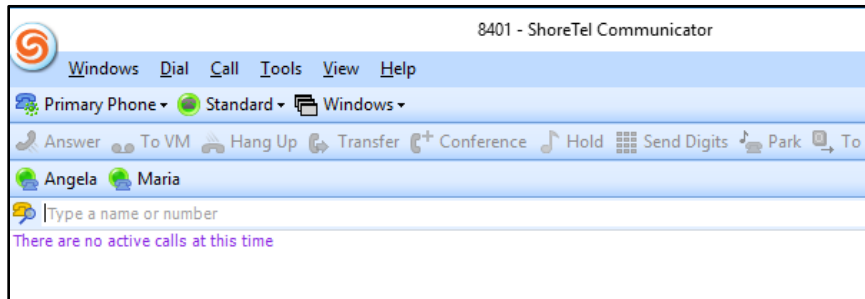 8401 - ShoreTel Communicator
Windows Dial Call Tools View Help
Primary Phone Standard Windows
Answer To VM Hang Up Transfer Conference Hold Send Digits Park To
Angela Maria
Type a name or number
There are no active calls at this time